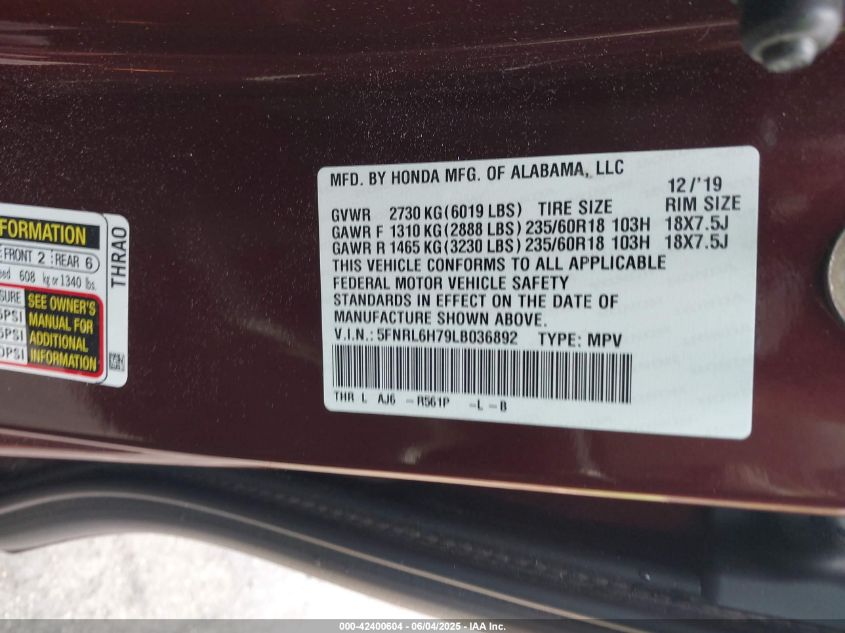 FORMATION
FRONT 2 REAR 6
608 kg or 1340 lbs.
SEE OWNER'S
MANUAL FOR
ADDITIONAL
INFORMATION
THRA0
MFD. BY HONDA MFG. OF ALABAMA, LLC
12/'19
GVWR 2730 KG(6019 LBS) TIRE SIZE RIM SIZE
GAWR F 1310 KG(2888 LBS) 235/60R18 103H 18X7.5J
GAWR R 1465 KG(3230 LBS) 235/60R18 103H 18X7.5J
THIS VEHICLE CONFORMS TO ALL APPLICABLE
FEDERAL MOTOR VEHICLE SAFETY
STANDARDS IN EFFECT ON THE DATE OF
MANUFACTURE SHOWN ABOVE.
V.I.N.: 5FNRL6H79LB036892 TYPE: MPV
THR L AJ6 -R561P -L-B
000-42400604 - 06/04/2025 - IAA Inc.